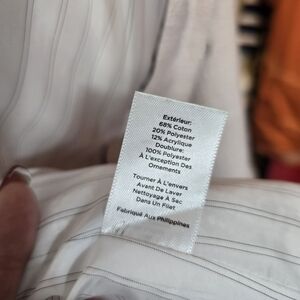 Extérieur:
68% Coton
20% Polyester
12% Acrylique
Doublure:
100% Polyester
À L'exception Des
Ornements
Tourner À L'envers
Avant De Laver
Nettoyage À Sac
Dans Un Filet
Fabriqué Aux Philippines